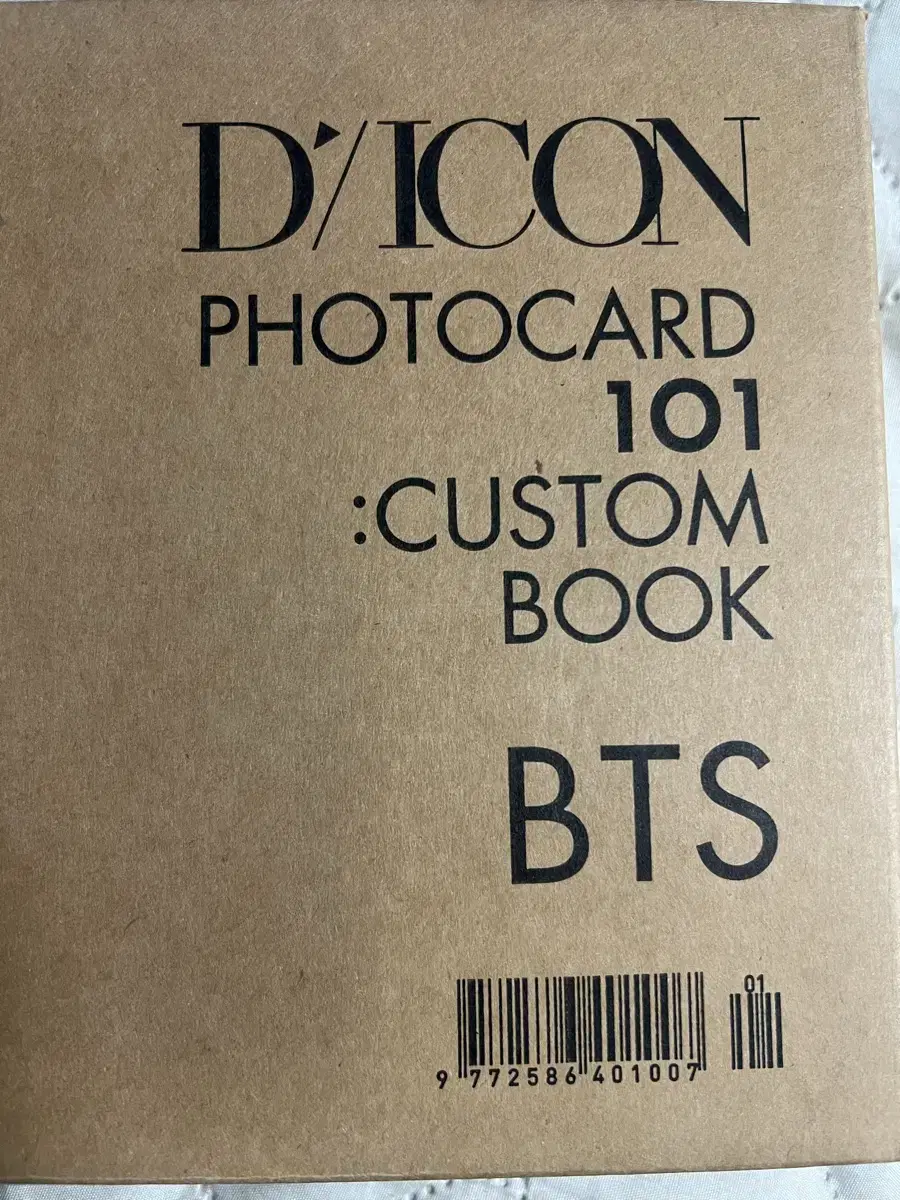 D'/ICON
PHOTOCARD
101
:CUSTOM
BOOK
BTS
01
9 772586 401007